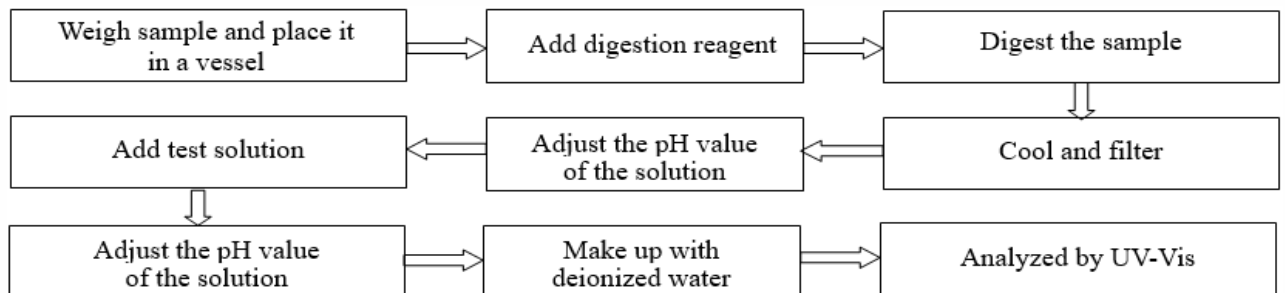 Weigh sample and place it
in a vessel
Add digestion reagent
Digest the sample
Cool and filter
Adjust the pH value
of the solution
Add test solution
Adjust the pH value
of the solution
Make up with
deionized water
Analyzed by UV-Vis